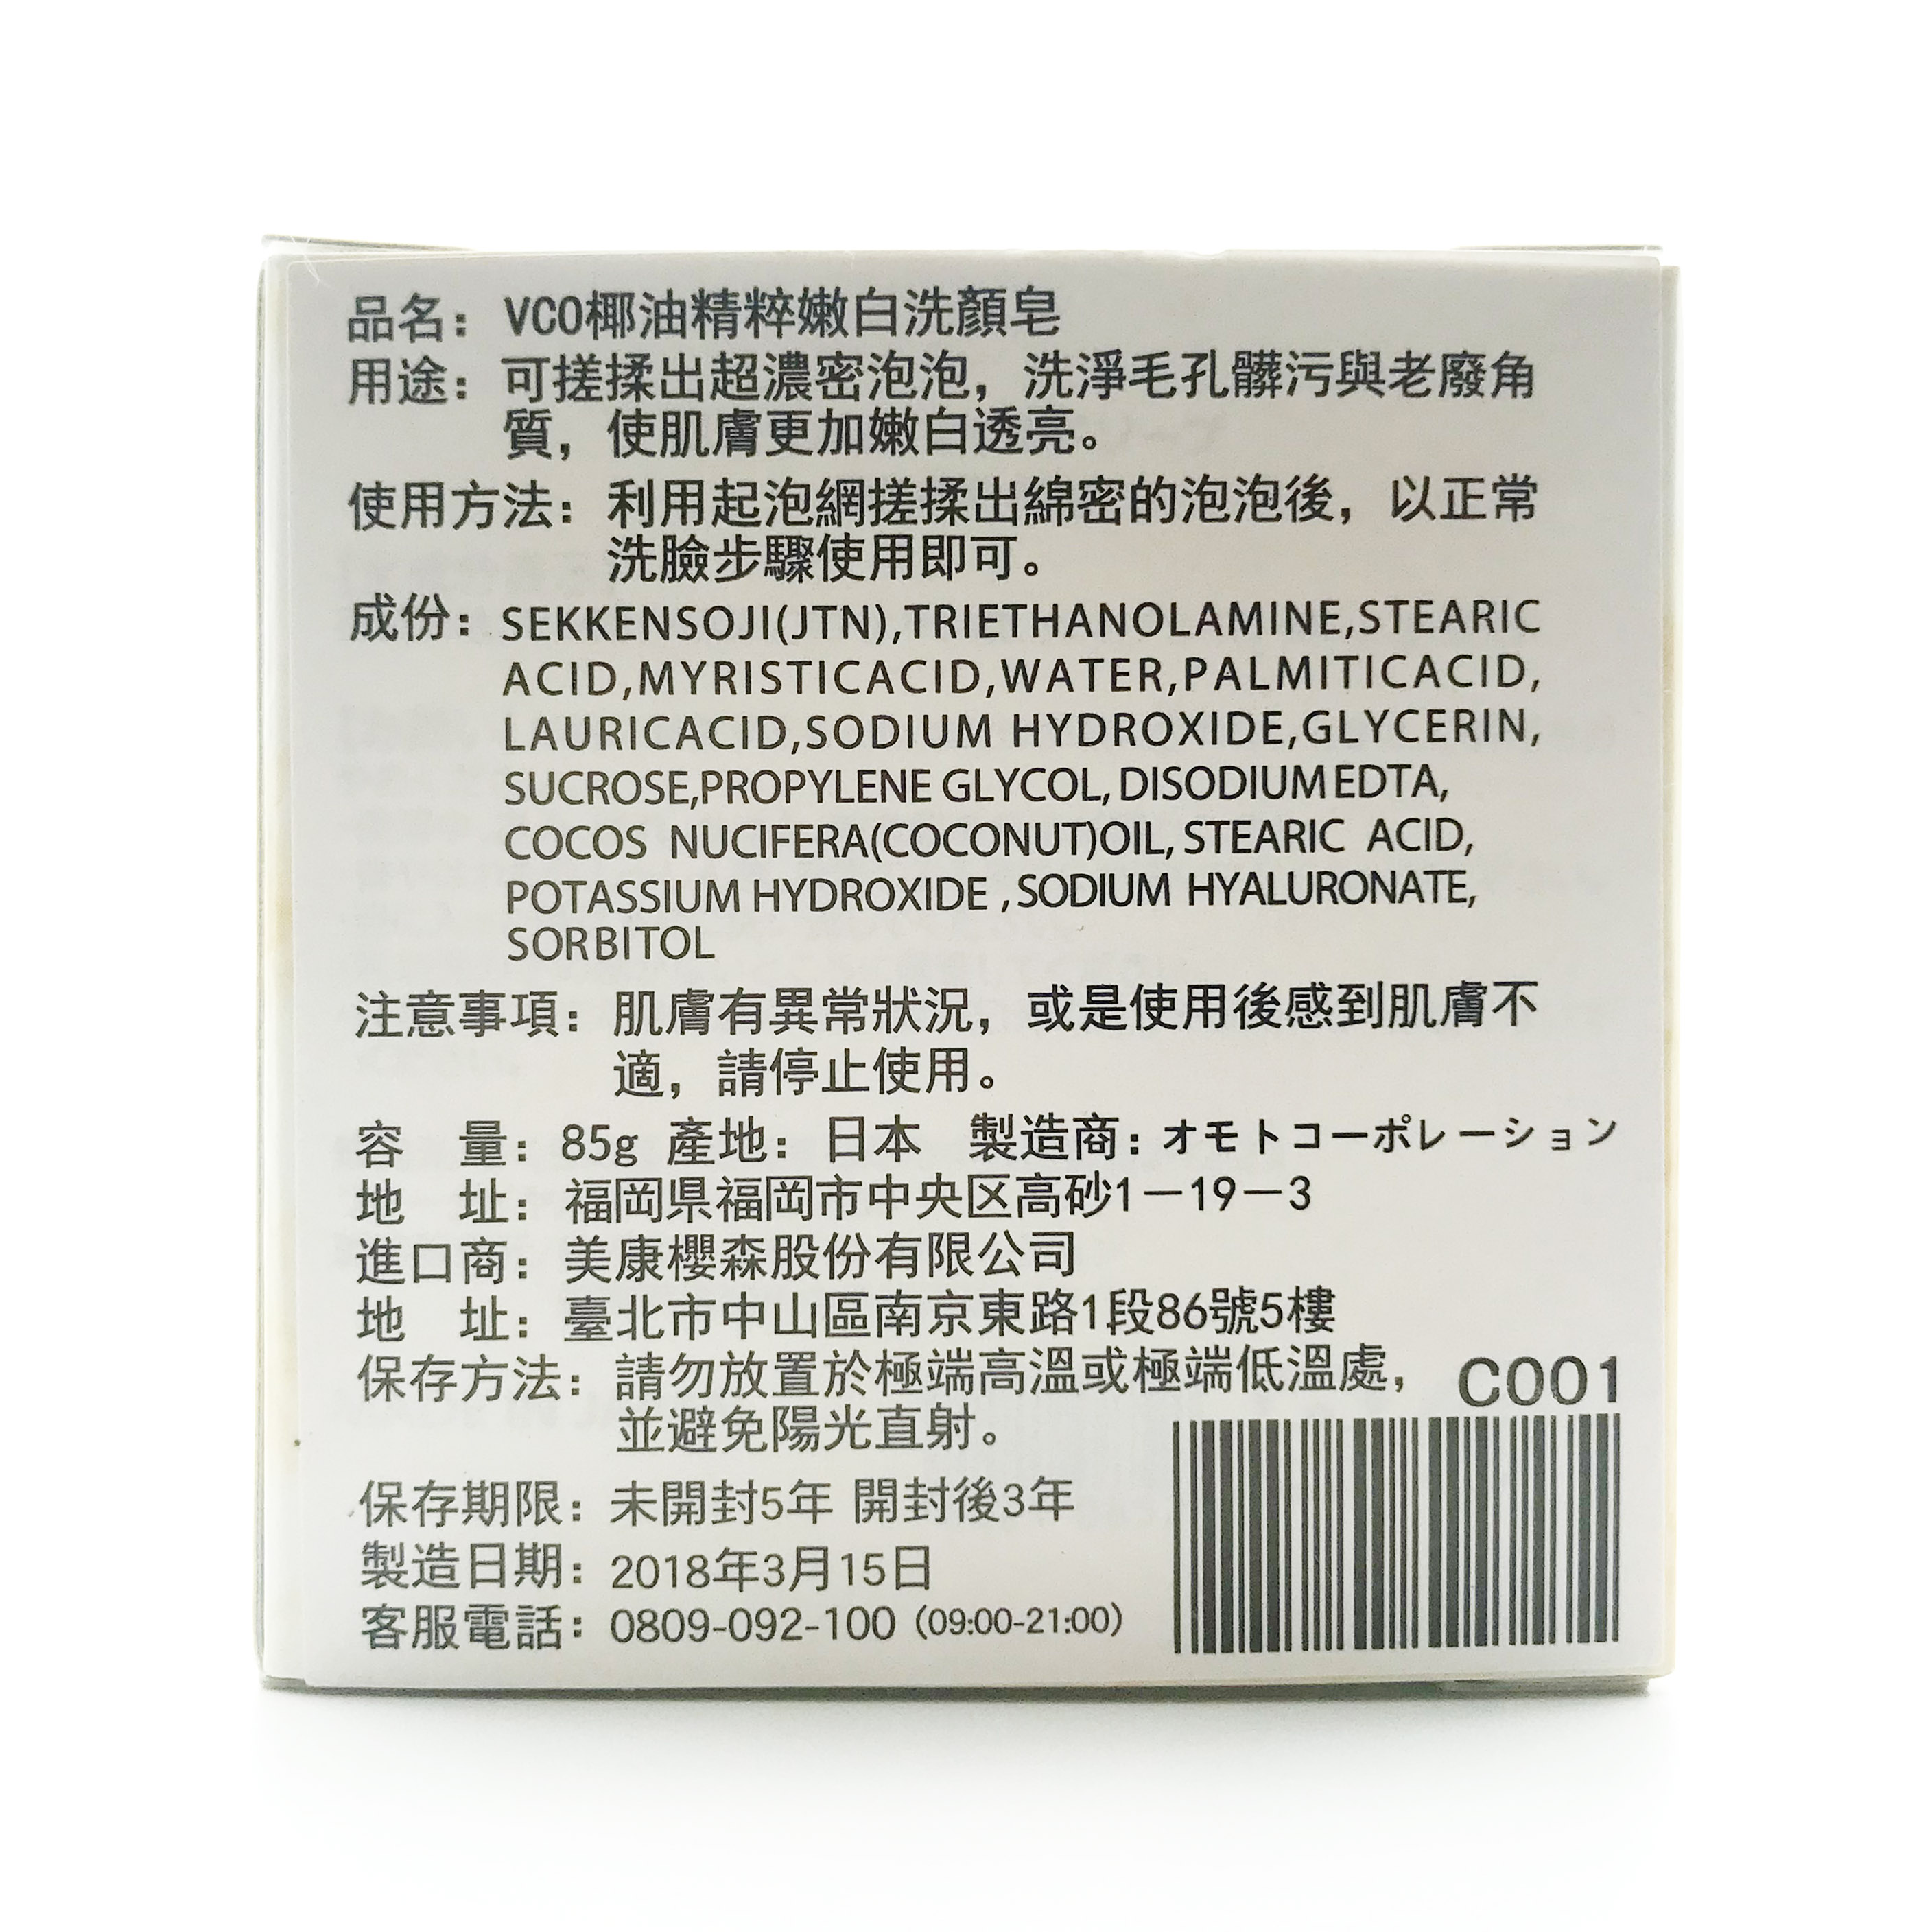 品名：VCO椰油精粹嫩白洗顏皂
用途：可搓揉出超濃密泡泡，洗淨毛孔髒污與老廢角
質，使肌膚更加嫩白透亮。
使用方法：利用起泡網搓揉出綿密的泡泡後，以正常
洗臉步驟使用即可。
成份：SEKKENSOJI(JTN),TRIETHANOLAMINE,STEARIC
ACID,MYRISTICACID,WATER,PALMITICACID,
LAURICACID,SODIUM HYDROXIDE,GLYCERIN,
SUCROSE,PROPYLENE GLYCOL, DISODIUM EDTA,
COCOS NUCIFERA(COCONUT)OIL, STEARIC ACID,
POTASSIUM HYDROXIDE ,SODIUM HYALURONATE,
SORBITOL
注意事項：肌膚有異常狀況，或是使用後感到肌膚不
適，請停止使用。
容　量：85g 產地：日本 製造商：オモトコーポレーション
地　址：福岡県福岡市中央区高砂1－19－3
進口商：美康櫻森股份有限公司
地　址：臺北市中山區南京東路1段86號5樓
保存方法：請勿放置於極端高溫或極端低溫處，
並避免陽光直射。
C001
保存期限：未開封5年 開封後3年
製造日期：2018年3月15日
客服電話：0809-092-100 (09:00-21:00)